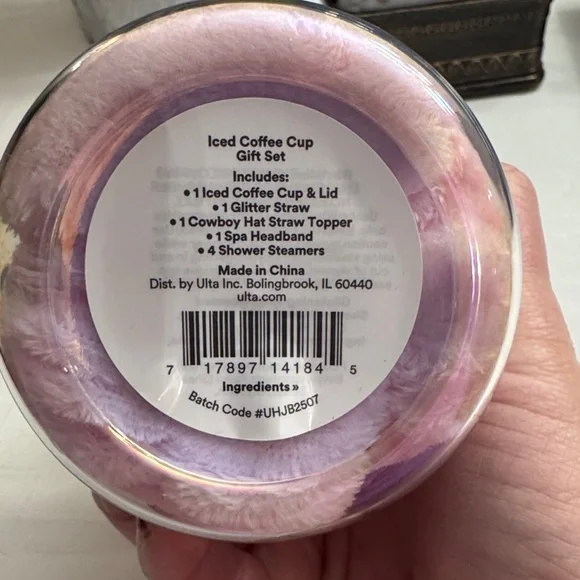 Iced Coffee Cup
Gift Set
Includes:
• 1 Iced Coffee Cup & Lid
• 1 Glitter Straw
• 1 Cowboy Hat Straw Topper
• 1 Spa Headband
• 4 Shower Steamers
Made in China
Dist. by Ulta Inc. Bolingbrook, IL 60440
ulta.com
7 17897 14184 5
Ingredients »
Batch Code #UHJB2507